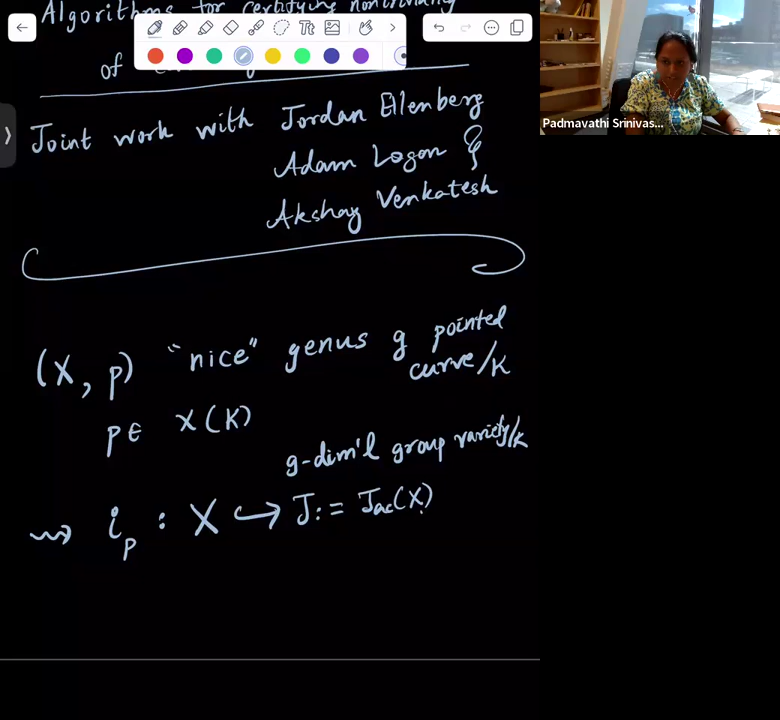 Algorithms for certifying nontriviality
of
Joint work with Jordan Ellenberg
Adam Logan &
Akshay Venkatesh
(X, p) "nice" genus g pointed
curve/K
p ∈ X(K)
g-dim'l group variety/k
⇝ i_p : X ↪ J := Jac(X)
Padmavathi Srinivas...